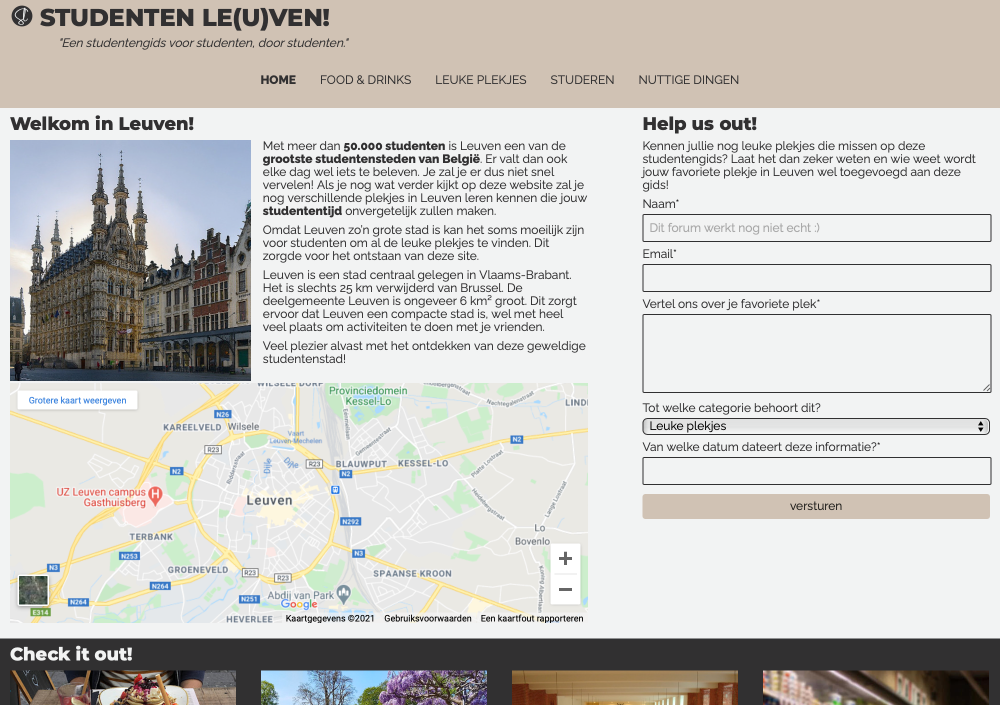 STUDENTEN LE(U)VEN!
"Een studentengids voor studenten, door studenten."
HOME FOOD & DRINKS LEUKE PLEKJES STUDEREN NUTTIGE DINGEN
Welkom in Leuven!
Met meer dan 50.000 studenten is Leuven een van de
grootste studentensteden van België. Er valt dan ook
elke dag wel iets te beleven. Je zal je er dus niet snel
vervelen! Als je nog wat verder kijkt op deze website zal je
nog verschillende plekjes in Leuven leren kennen die jouw
studententijd onvergetelijk zullen maken.
Omdat Leuven zo'n grote stad is kan het soms moeilijk zijn
voor studenten om al de leuke plekjes te vinden. Dit
zorgde voor het ontstaan van deze site.
Leuven is een stad centraal gelegen in Vlaams-Brabant.
Het is slechts 25 km verwijderd van Brussel. De
deelgemeente Leuven is ongeveer 6 km² groot. Dit zorgt
ervoor dat Leuven een compacte stad is, wel met heel
veel plaats om activiteiten te doen met je vrienden.
Veel plezier alvast met het ontdekken van deze geweldige
studentenstad!
Help us out!
Kennen jullie nog leuke plekjes die missen op deze
studentengids? Laat het dan zeker weten en wie weet wordt
jouw favoriete plekje in Leuven wel toegevoegd aan deze
gids!
Naam*
Dit forum werkt nog niet echt :)
Email*
Vertel ons over je favoriete plek*
Tot welke categorie behoort dit?
Leuke plekjes
Van welke datum dateert deze informatie?*
versturen
WILSELE DORP
Provinciedomein
Kessel-Lo
Grotere kaart weergeven
LIND
N26
KAREELVELD Wilsele
Vaart
Leuven-Mechelen
N2
R23
Dijle
R23
BLAUWPUT KESSEL-LO
N2
UZ Leuven campus
Gasthuisberg
Leuven
N292
Lo
Bovenlo
TERBANK
N253
N3
N3
GROENEVELD
R23
R23
SPAANSE KROON
N264
N264
N251
Abdij van Park
E314
Google
HEVERLEE
Kaartgegevens ©2021 Gebruiksvoorwaarden Een kaartfout rapporteren
Check it out!